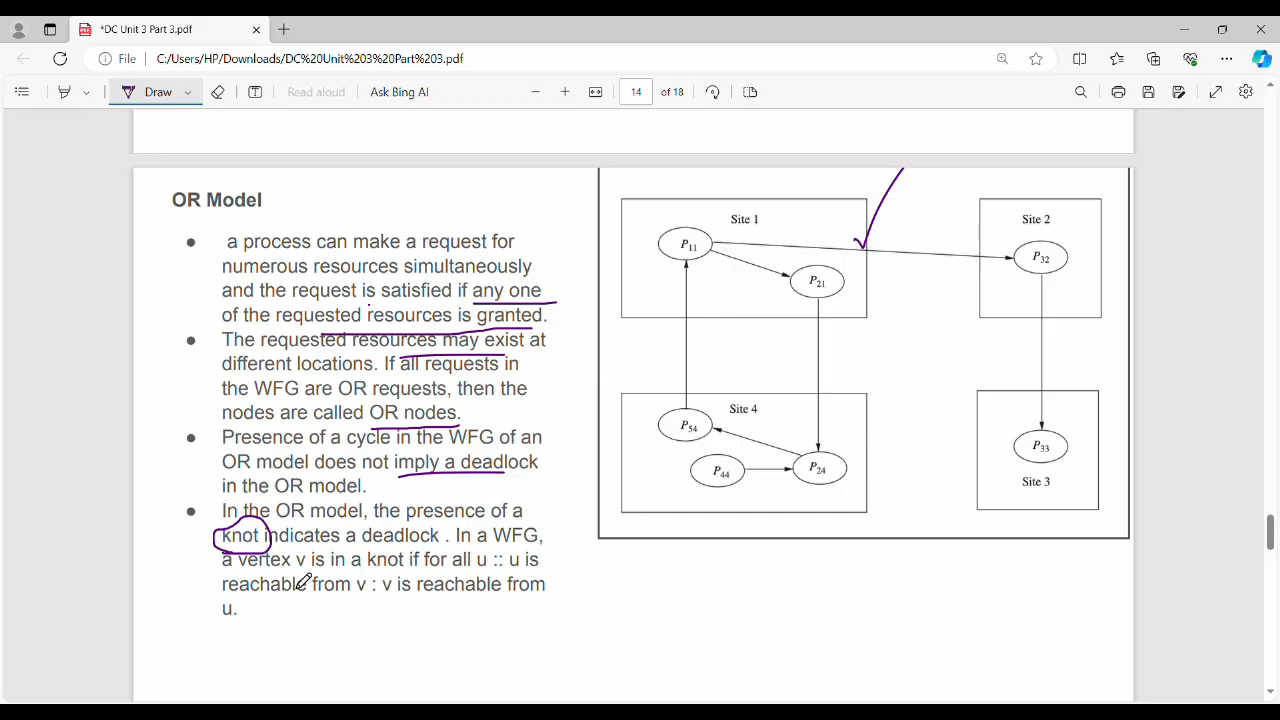 *DC Unit 3 Part 3.pdf
File
C:/Users/HP/Downloads/DC%20Unit%203%20Part%203.pdf
Draw
Read aloud
Ask Bing AI
14
of 18
OR Model
a process can make a request for
numerous resources simultaneously
and the request is satisfied if any one
of the requested resources is granted.
The requested resources may exist at
different locations. If all requests in
the WFG are OR requests, then the
nodes are called OR nodes.
Presence of a cycle in the WFG of an
OR model does not imply a deadlock
in the OR model.
In the OR model, the presence of a
knot indicates a deadlock . In a WFG,
a vertex v is in a knot if for all u :: u is
reachable from v : v is reachable from
u.
Site 1
P11
P21
Site 2
P32
Site 4
P54
P44
P24
P33
Site 3